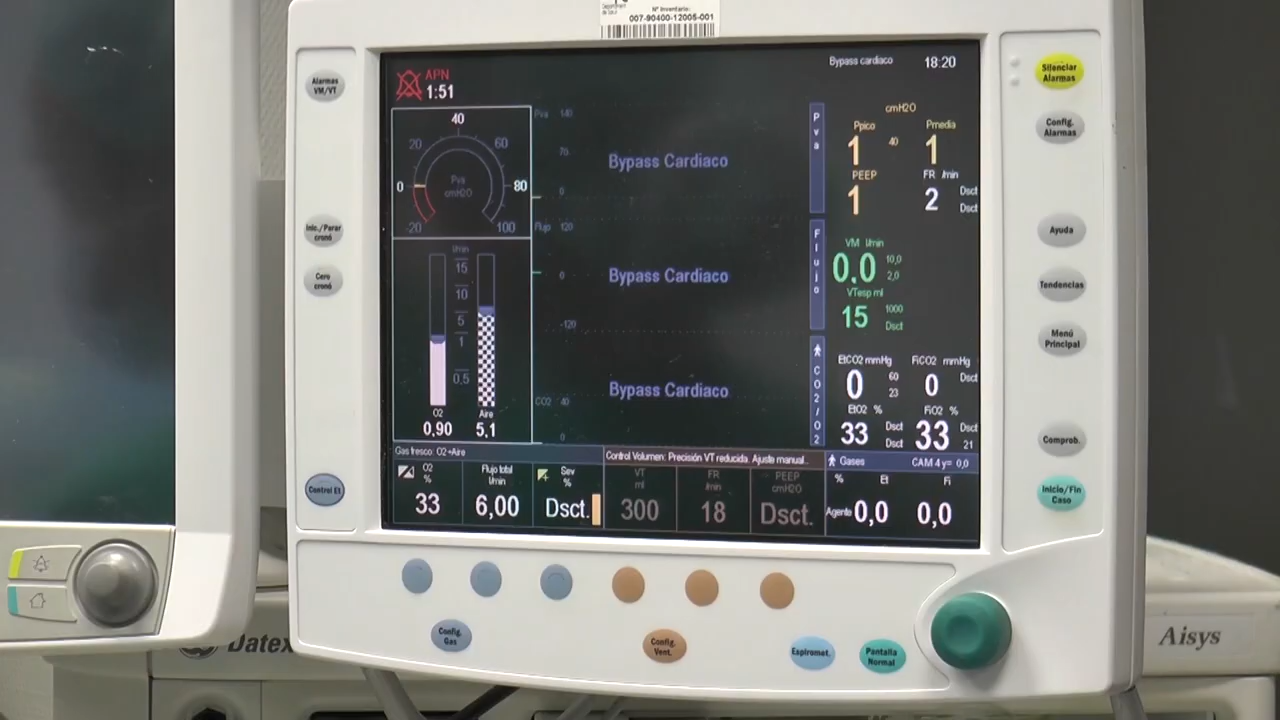 Nº Inventario:
007-90400-12005-001
Alarmas
VM/VT
Inic./Parar
cronó
Cero
cronó
Control Et
APN
1:51
Bypass cardiaco
18:20
40
20
60
0
80
-20
100
Pva
cmH2O
l/min
15
10
5
1
0,5
O2
Aire
0,90
5,1
Pva
140
70
0
Bypass Cardiaco
Flujo
120
0
-120
Bypass Cardiaco
CO2
40
0
Bypass Cardiaco
Pva
cmH2O
Ppico
Pmedia
1
40
1
PEEP
FR /min
1
2
Dsct
Dsct
Flujo
VM l/min
0,0
10,0
2,0
VTesp ml
15
1000
Dsct
CO2/O2
EtCO2 mmHg
FiCO2 mmHg
0
60
23
0
Dsct
EtO2 %
FiO2 %
33
Dsct
Dsct
33
Dsct
21
Gas fresco: O2+Aire
Control Volumen: Precisión VT reducida. Ajuste manual..
Gases
CAM 4 y= 0,0
O2
%
33
Flujo total
l/min
6,00
Sev
%
Dsct.
VT
ml
300
FR
/min
18
PEEP
cmH2O
Dsct.
%
Et
Fi
Agente
0,0
0,0
Silenciar
Alarmas
Config.
Alarmas
Ayuda
Tendencias
Menú
Principal
Comprob.
Inicio/Fin
Caso
Config.
Gas
Config.
Vent.
Espiromet.
Pantalla
Normal
Datex
Aisys